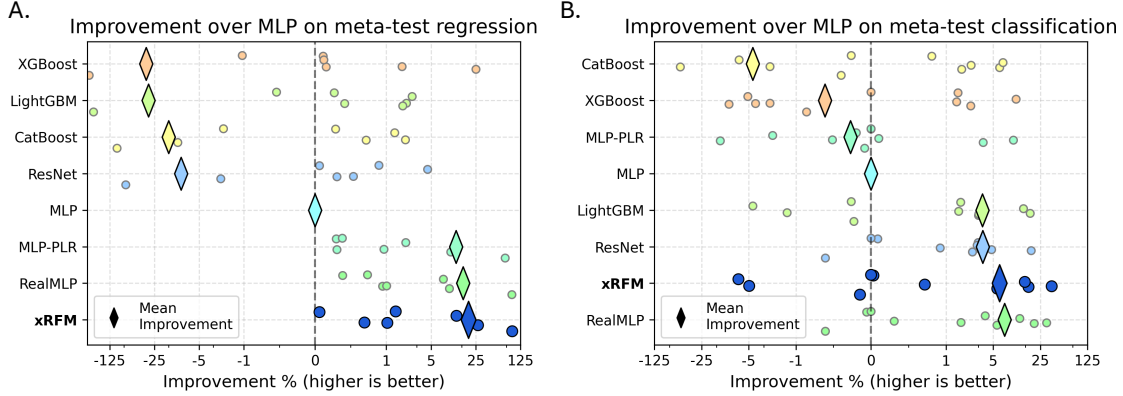 A.
Improvement over MLP on meta-test regression
XGBoost
LightGBM
CatBoost
ResNet
MLP
MLP-PLR
RealMLP
xRFM
Mean
Improvement
-125 -25 -5 -1 0 1 5 25 125
Improvement % (higher is better)
B.
Improvement over MLP on meta-test classification
CatBoost
XGBoost
MLP-PLR
MLP
LightGBM
ResNet
xRFM
RealMLP
Mean
Improvement
-125 -25 -5 -1 0 1 5 25 125
Improvement % (higher is better)